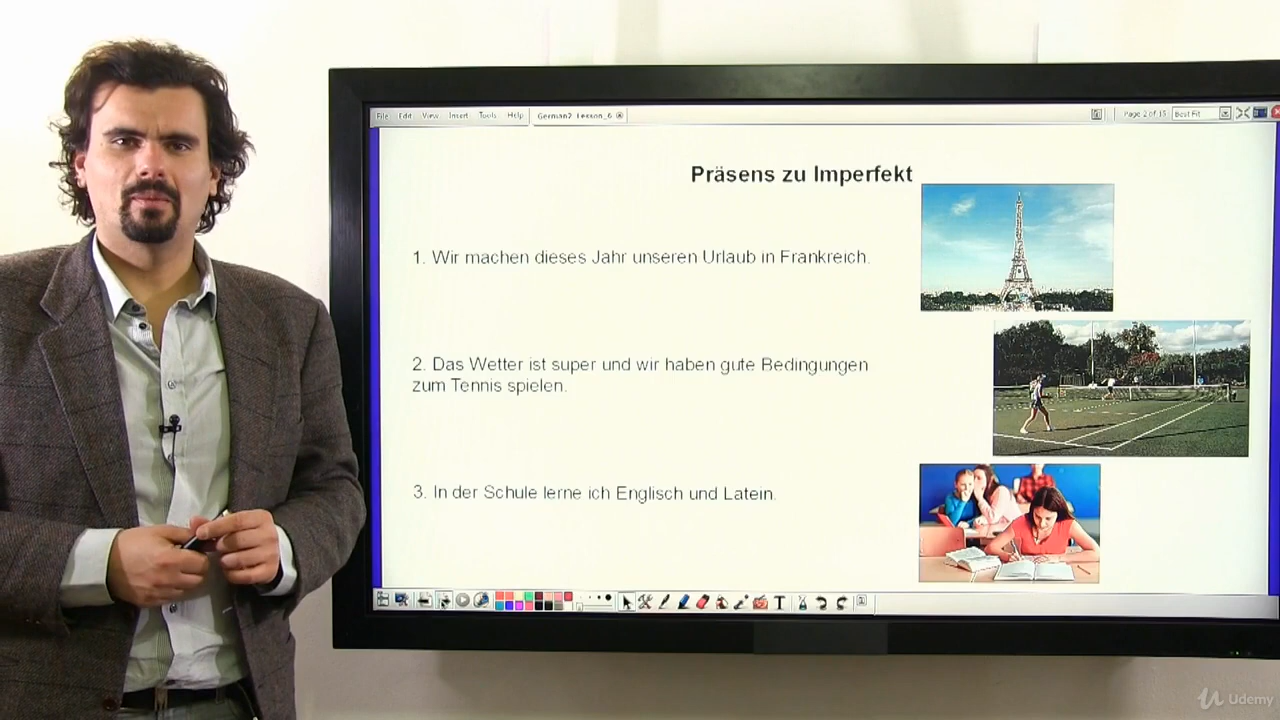 File Edit View Insert Tools Help German2_Lesson_6
Page 2 of 15 Best Fit
Präsens zu Imperfekt
1. Wir machen dieses Jahr unseren Urlaub in Frankreich.
2. Das Wetter ist super und wir haben gute Bedingungen
zum Tennis spielen.
3. In der Schule lerne ich Englisch und Latein.
T
Udemy